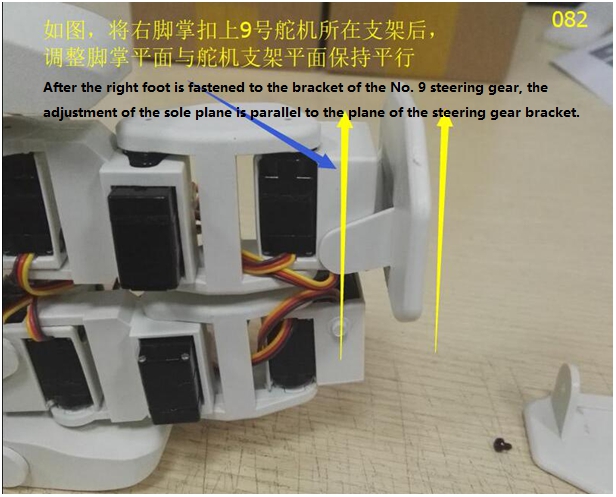 082
如图，将右脚掌扣上9号舵机所在支架后，
调整脚掌平面与舵机支架平面保持平行
After the right foot is fastened to the bracket of the No. 9 steering gear, the
adjustment of the sole plane is parallel to the plane of the steering gear bracket.